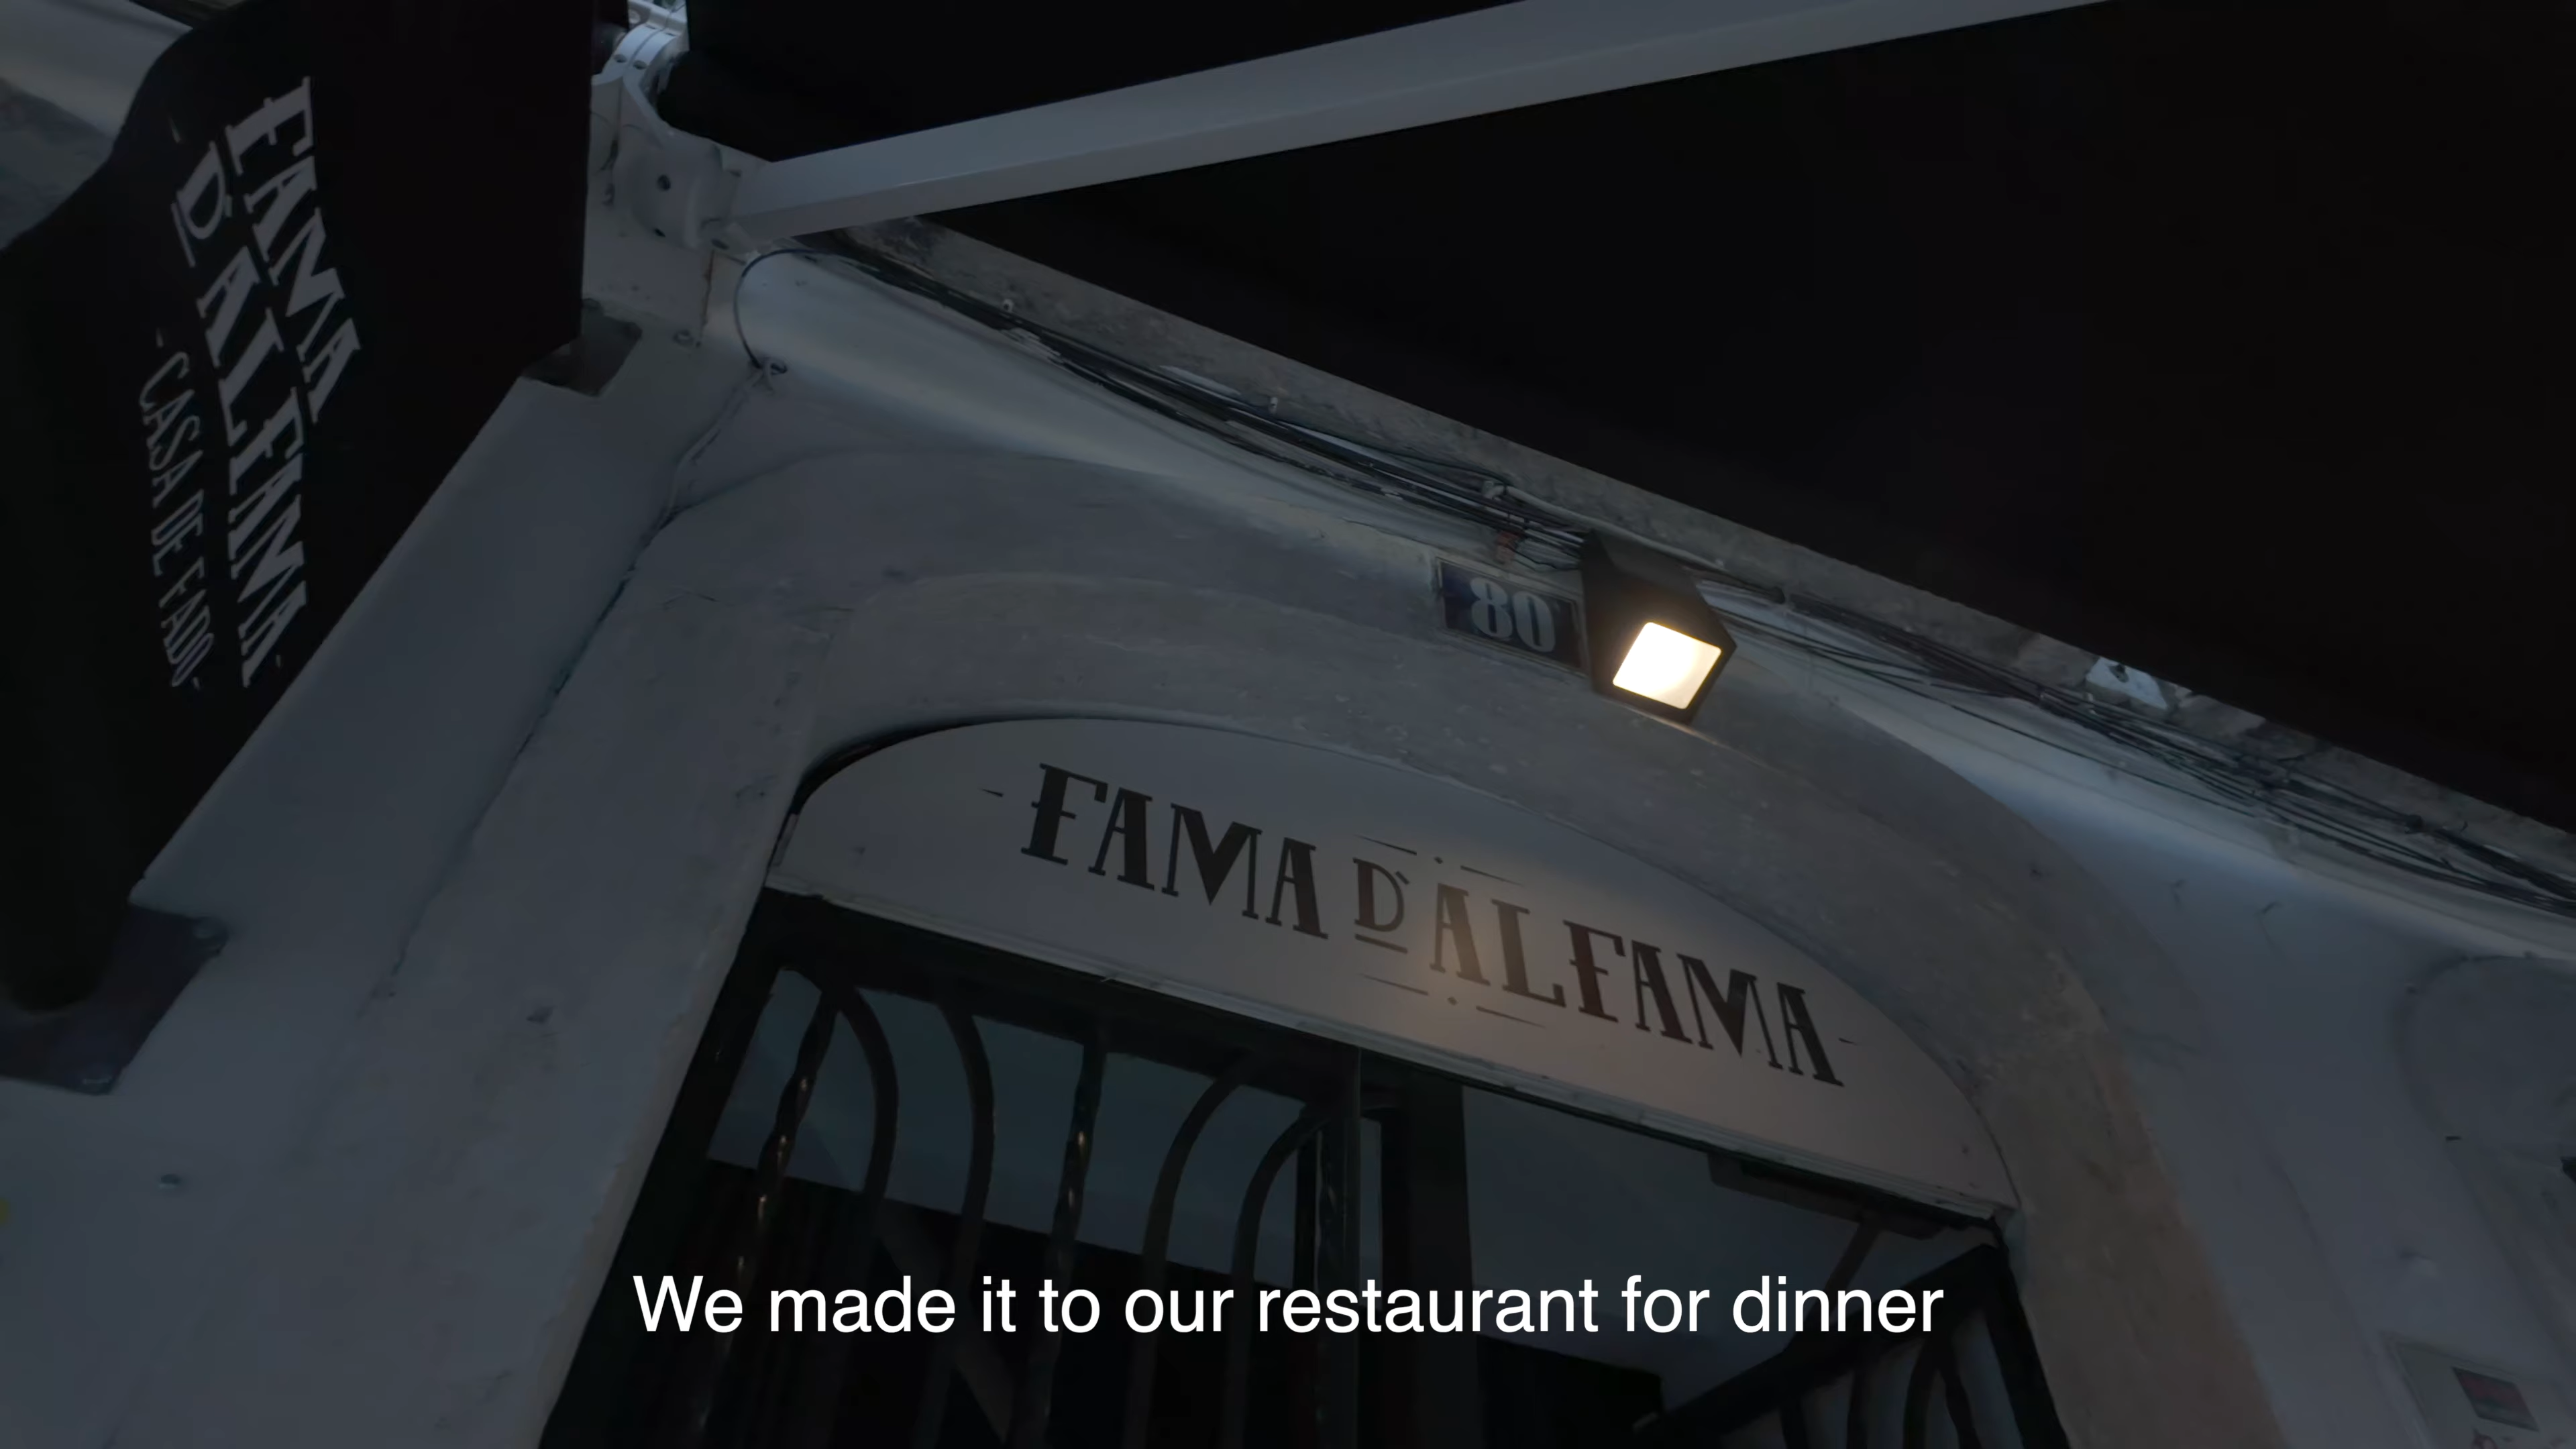 FAMA
D'ALFAMA
- CASA DE FADO -
80
- FAMA D'ALFAMA -
We made it to our restaurant for dinner